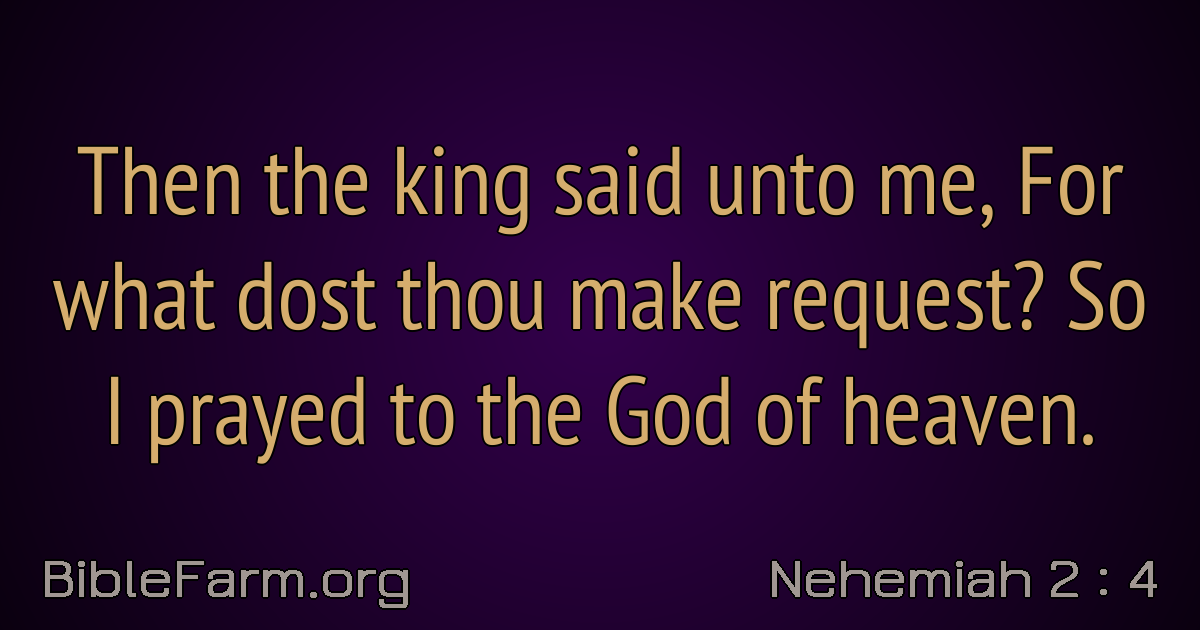 Then the king said unto me, For
what dost thou make request? So
I prayed to the God of heaven.
BibleFarm.org
Nehemiah 2 : 4